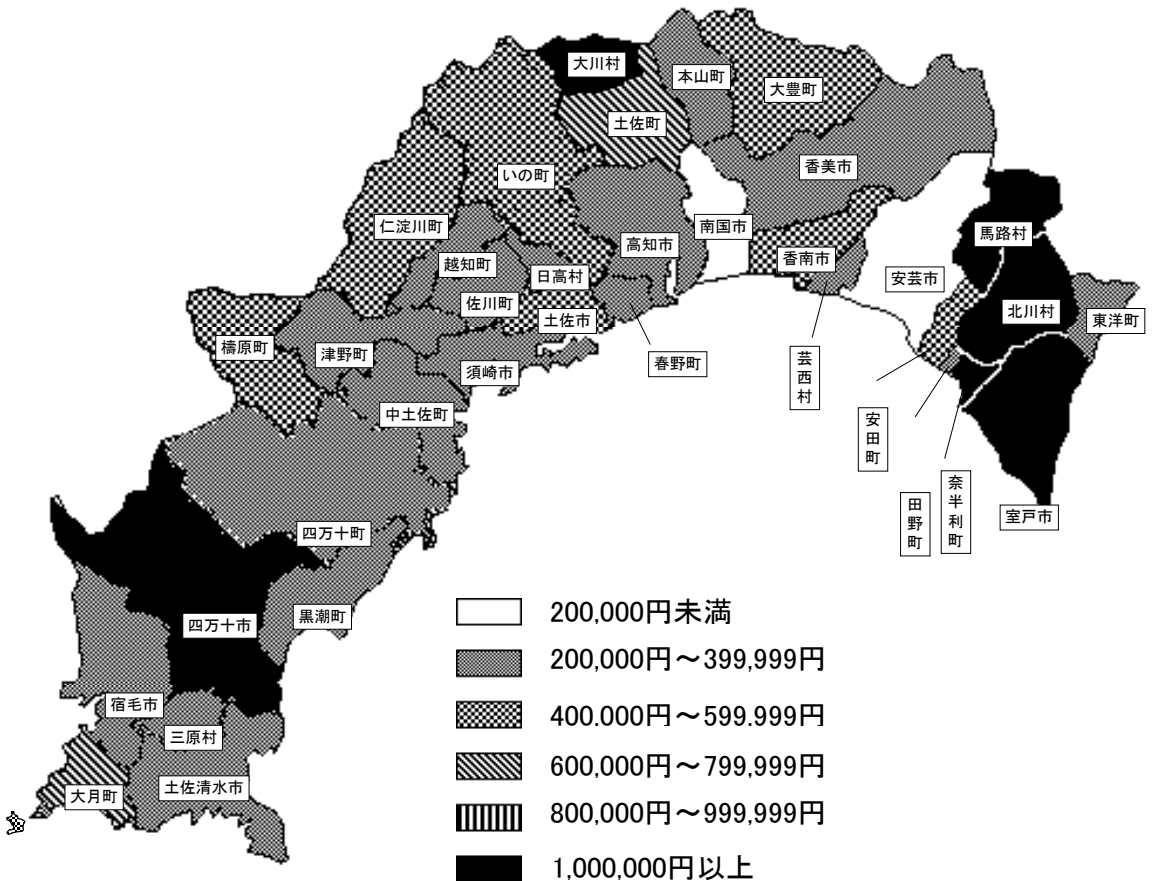 大川村
本山町
大豊町
土佐町
香美市
いの町
仁淀川町
南国市
馬路村
高知市
越知町
香南市
日高村
安芸市
佐川町
北川村
土佐市
東洋町
檮原町
津野町
春野町
須崎市
芸西村
中土佐町
安田町
奈半利町
田野町
室戸市
四万十町
黒潮町
四万十市
宿毛市
三原村
大月町
土佐清水市
200,000円未満
200,000円～399,999円
400.000円～599.999円
600,000円～799,999円
800,000円～999,999円
1,000,000円以上